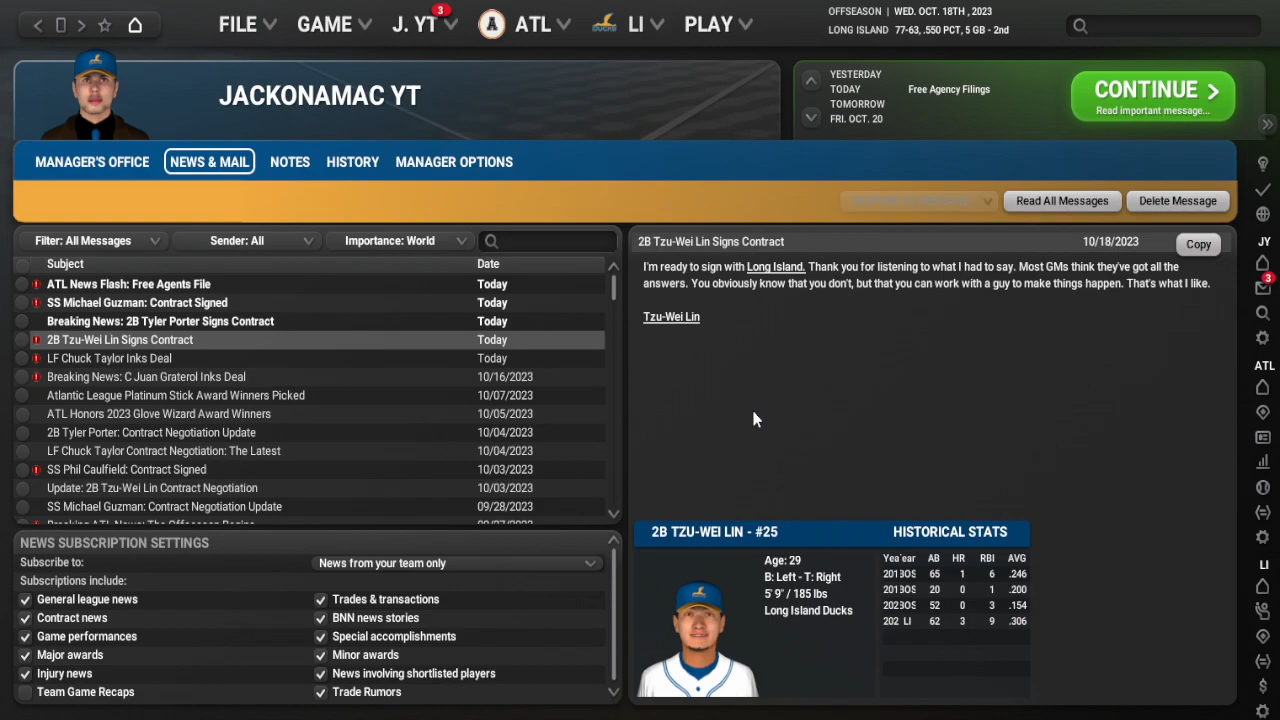 FILE GAME J. YT 3 A ATL LI PLAY
OFFSEASON | WED. OCT. 18TH , 2023
LONG ISLAND 77-63, .550 PCT, 5 GB - 2nd
JACKONAMAC YT
YESTERDAY
TODAY Free Agency Filings
TOMORROW
FRI. OCT. 20
CONTINUE
Read important message...
MANAGER'S OFFICE NEWS & MAIL NOTES HISTORY MANAGER OPTIONS
Read All Messages Delete Message
Filter: All Messages Sender: All Importance: World
Subject Date
ATL News Flash: Free Agents File Today
SS Michael Guzman: Contract Signed Today
Breaking News: 2B Tyler Porter Signs Contract Today
2B Tzu-Wei Lin Signs Contract Today
LF Chuck Taylor Inks Deal Today
Breaking News: C Juan Graterol Inks Deal 10/16/2023
Atlantic League Platinum Stick Award Winners Picked 10/07/2023
ATL Honors 2023 Glove Wizard Award Winners 10/05/2023
2B Tyler Porter: Contract Negotiation Update 10/04/2023
LF Chuck Taylor Contract Negotiation: The Latest 10/04/2023
SS Phil Caulfield: Contract Signed 10/03/2023
Update: 2B Tzu-Wei Lin Contract Negotiation 10/03/2023
SS Michael Guzman: Contract Negotiation Update 09/28/2023
Breaking ATL News: The Offseason Begins 09/27/2023
NEWS SUBSCRIPTION SETTINGS
Subscribe to: News from your team only
Subscriptions include:
General league news Trades & transactions
Contract news BNN news stories
Game performances Special accomplishments
Major awards Minor awards
Injury news News involving shortlisted players
Team Game Recaps Trade Rumors
2B Tzu-Wei Lin Signs Contract 10/18/2023 Copy
I'm ready to sign with Long Island. Thank you for listening to what I had to say. Most GMs think they've got all the
answers. You obviously know that you don't, but that you can work with a guy to make things happen. That's what I like.
Tzu-Wei Lin
2B TZU-WEI LIN - #25 HISTORICAL STATS
Age: 29
B: Left - T: Right
5' 9" / 185 lbs
Long Island Ducks
AB HR RBI AVG
BOS 65 1 6 .246
BOS 20 0 1 .200
BOS 52 0 3 .154
202 LI 62 3 9 .306
JY
3
ATL
LI